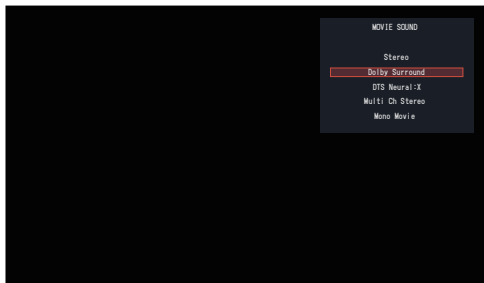 MOVIE SOUND
Stereo
Dolby Surround
DTS Neural:X
Multi Ch Stereo
Mono Movie